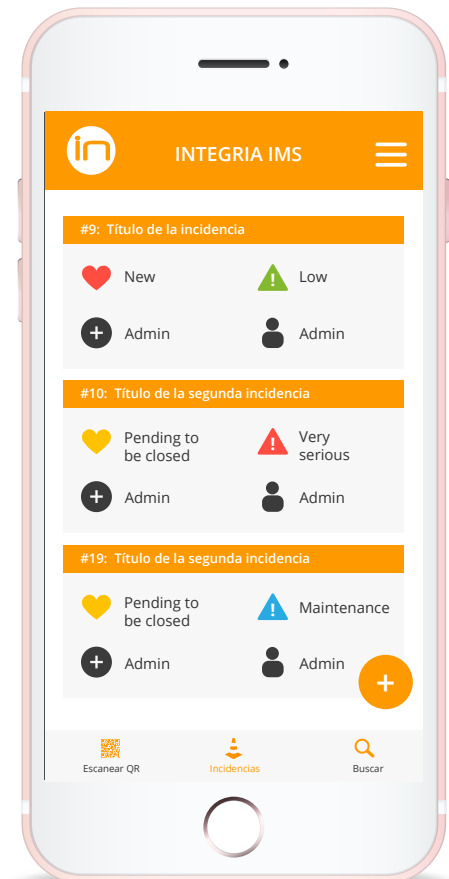 in
INTEGRIA IMS
#9: Título de la incidencia
New
Low
Admin
Admin
#10: Título de la segunda incidencia
Pending to
be closed
Very
serious
Admin
Admin
#19: Título de la segunda incidencia
Pending to
be closed
Maintenance
Admin
Admin
Escanear QR
Incidencias
Buscar